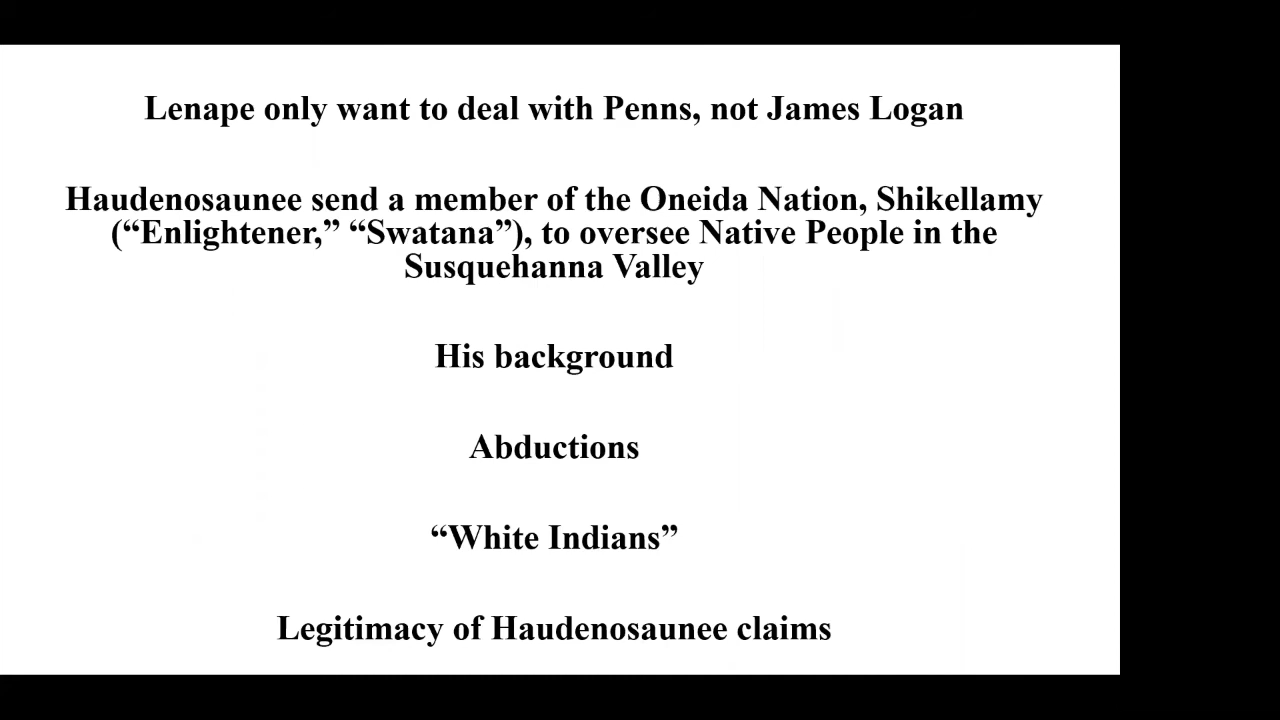 Lenape only want to deal with Penns, not James Logan
Haudenosaunee send a member of the Oneida Nation, Shikellamy
(“Enlightener,” “Swatana”), to oversee Native People in the
Susquehanna Valley
His background
Abductions
“White Indians”
Legitimacy of Haudenosaunee claims